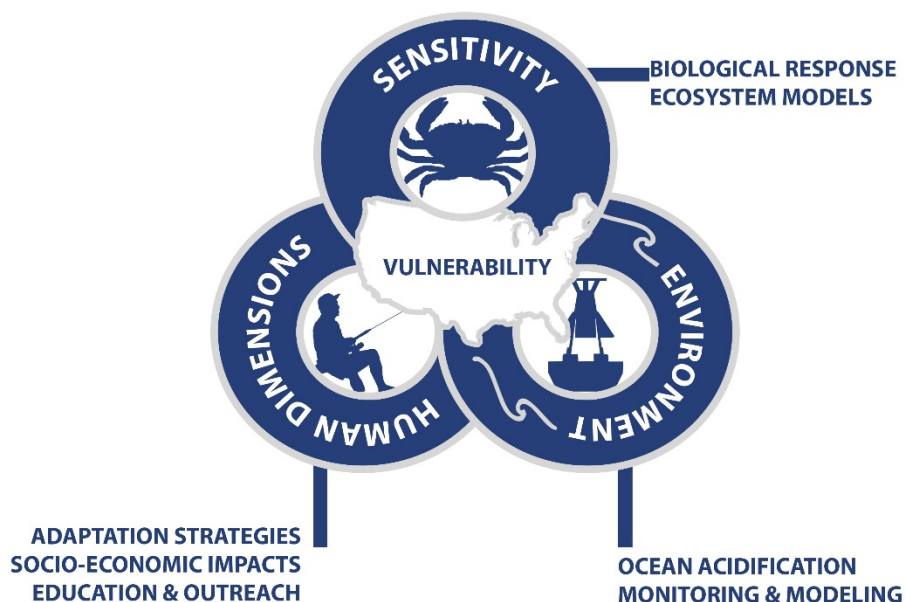 SENSITIVITY
BIOLOGICAL RESPONSE
ECOSYSTEM MODELS
VULNERABILITY
HUMAN DIMENSIONS
ENVIRONMENT
ADAPTATION STRATEGIES
SOCIO-ECONOMIC IMPACTS
EDUCATION & OUTREACH
OCEAN ACIDIFICATION
MONITORING & MODELING